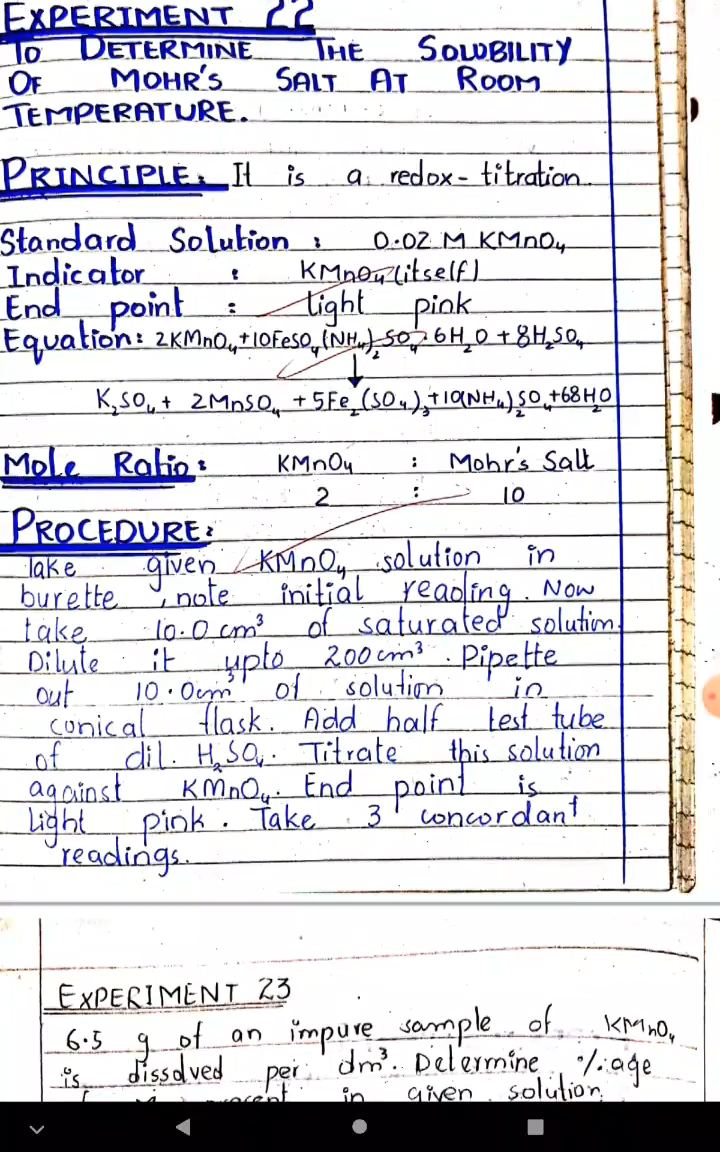 EXPERIMENT 22
TO DETERMINE THE SOLUBILITY
OF MOHR'S SALT AT ROOM
TEMPERATURE.
PRINCIPLE: It is a redox-titration.
Standard Solution : 0.02 M KMnO₄
Indicator : KMnO₄ (itself)
End point : light pink
Equation: 2KMnO₄+10FeSO₄(NH₄)₂SO₄.6H₂O + 8H₂SO₄
↓
K₂SO₄ + 2MnSO₄ + 5Fe₂(SO₄)₃+10(NH₄)₂SO₄+68H₂O
Mole Ratio: KMnO₄ : Mohr's Salt
2 : 10
PROCEDURE:
Take given KMnO₄ solution in
burette, note initial reading. Now
take 10.0 cm³ of saturated solution.
Dilute it upto 200 cm³. Pipette
out 10.0cm³ of solution in
conical flask. Add half test tube
of dil. H₂SO₄. Titrate this solution
against KMnO₄. End point is
light pink. Take 3 concordant
readings.
EXPERIMENT 23
6.5 g of an impure sample of KMnO₄
is dissolved per dm³. Determine %age
in given solution.